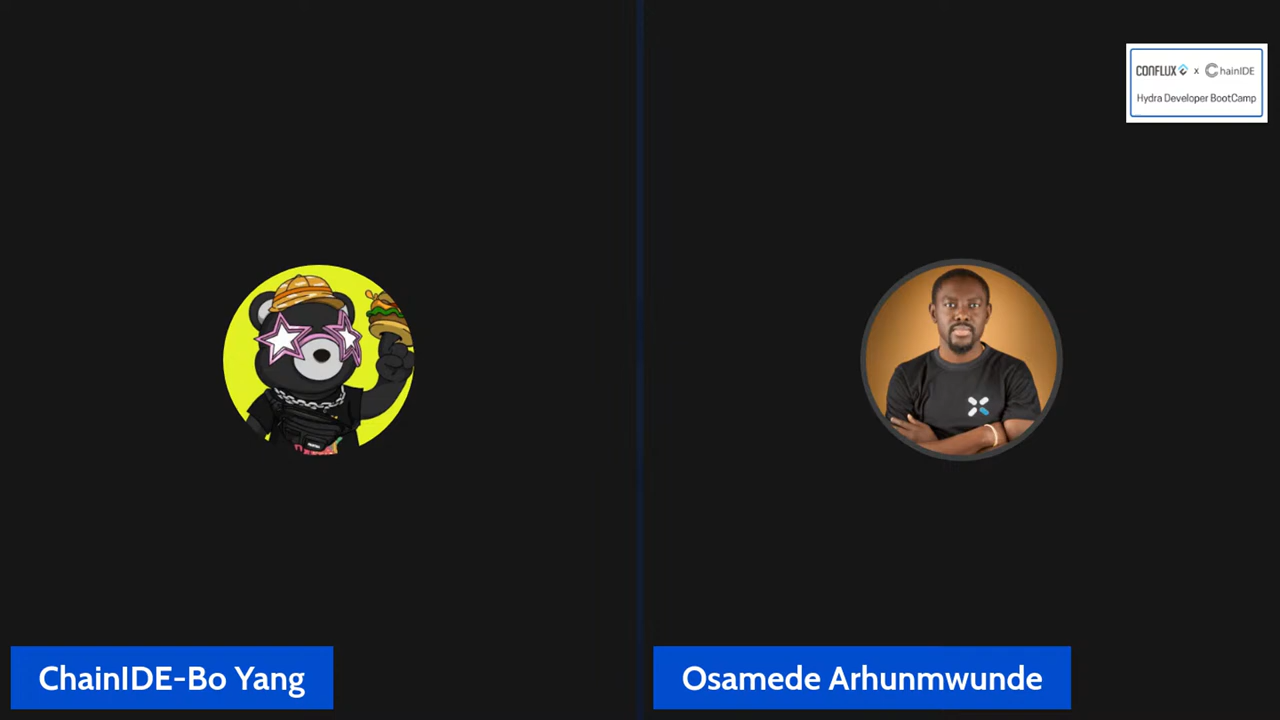 CONFLUX x ChainIDE
Hydra Developer BootCamp
ChainIDE-Bo Yang
Osamede Arhunmwunde